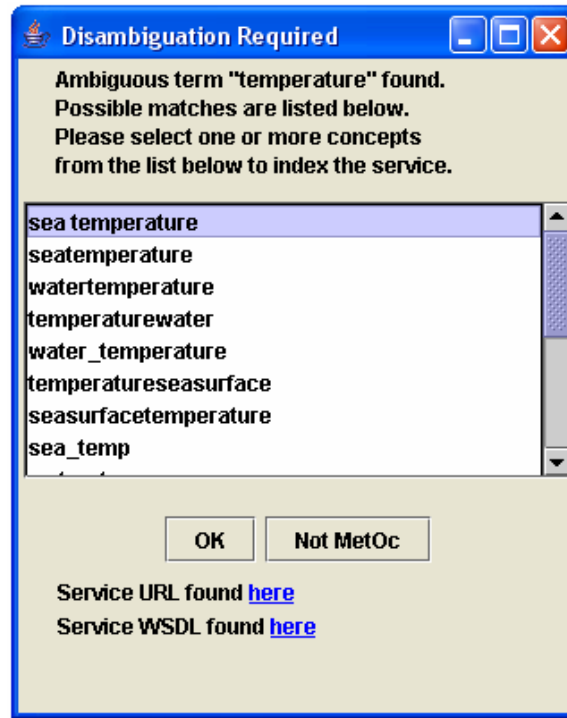 Disambiguation Required
Ambiguous term "temperature" found.
Possible matches are listed below.
Please select one or more concepts
from the list below to index the service.
sea temperature
seatemperature
watertemperature
temperaturewater
water_temperature
temperatureseasurface
seasurfacetemperature
sea_temp
OK Not MetOc
Service URL found here
Service WSDL found here